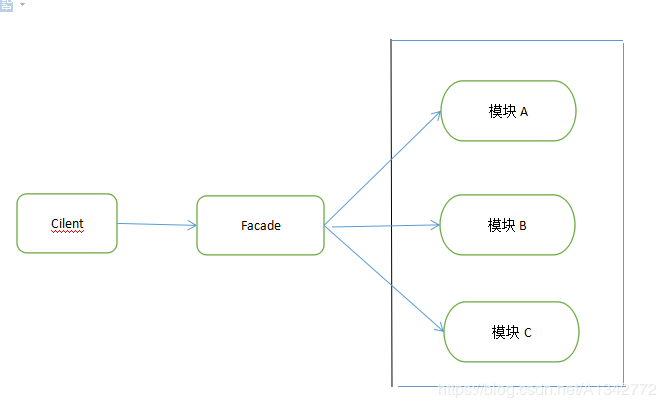 模块 A
Cilent
Facade
模块 B
模块 C
https://blog.csdn.net/A1342772